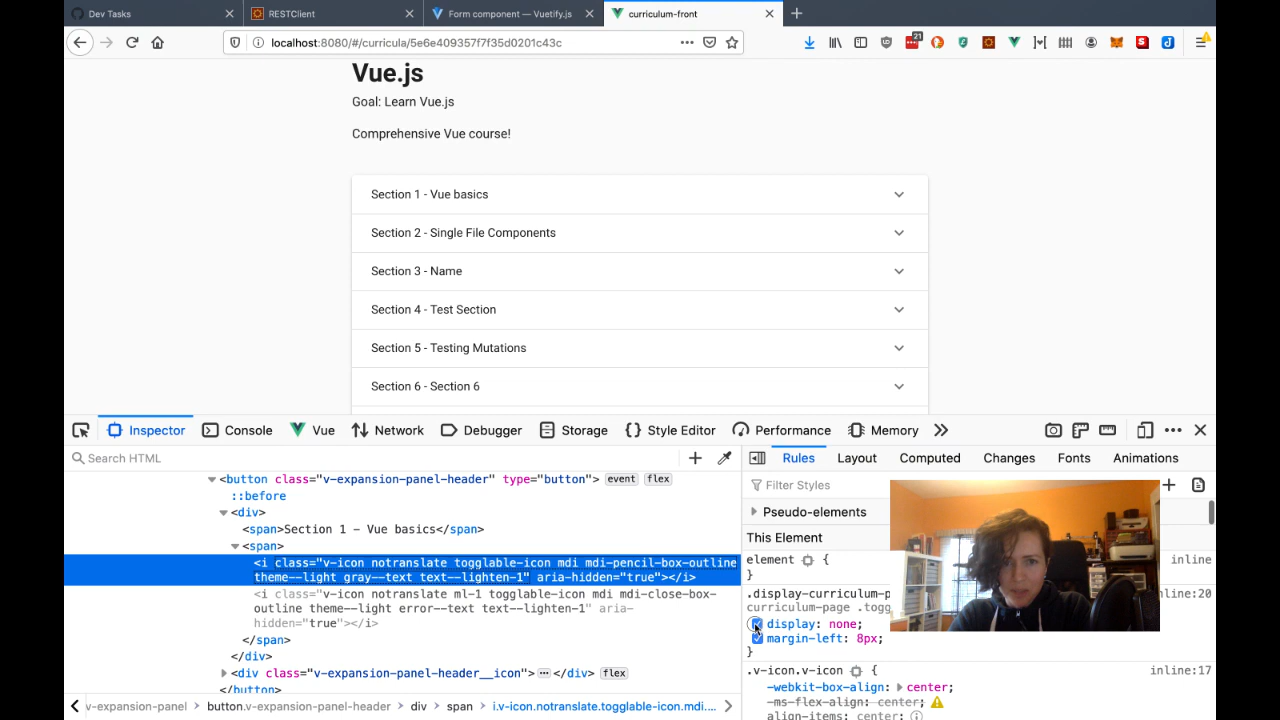 Dev Tasks
RESTClient
Form component — Vuetify.js
curriculum-front
localhost:8080/#/curricula/5e6e409357f7f35d0201c43c
21
Vue.js
Goal: Learn Vue.js
Comprehensive Vue course!
Section 1 - Vue basics
Section 2 - Single File Components
Section 3 - Name
Section 4 - Test Section
Section 5 - Testing Mutations
Section 6 - Section 6
Inspector
Console
Vue
Network
Debugger
Storage
Style Editor
Performance
Memory
Search HTML
<button class="v-expansion-panel-header" type="button"> event flex
::before
<div>
<span>Section 1 - Vue basics</span>
<span>
<i class="v-icon notranslate togglable-icon mdi mdi-pencil-box-outline
theme--light gray--text text--lighten-1" aria-hidden="true"></i>
<i class="v-icon notranslate ml-1 togglable-icon mdi mdi-close-box-
outline theme--light error--text text--lighten-1" aria-
hidden="true"></i>
</span>
</div>
<div class="v-expansion-panel-header__icon"> </div> flex
</button>
v-expansion-panel
button.v-expansion-panel-header
div
span
i.v-icon.notranslate.togglable-icon.mdi....
Rules
Layout
Computed
Changes
Fonts
Animations
Filter Styles
Pseudo-elements
This Element
element { inline
}
.display-curriculum-p inline:20
curriculum-page .togg
display: none;
margin-left: 8px;
}
.v-icon.v-icon { inline:17
-webkit-box-align: center;
-ms-flex-align: center;
align-items: center;